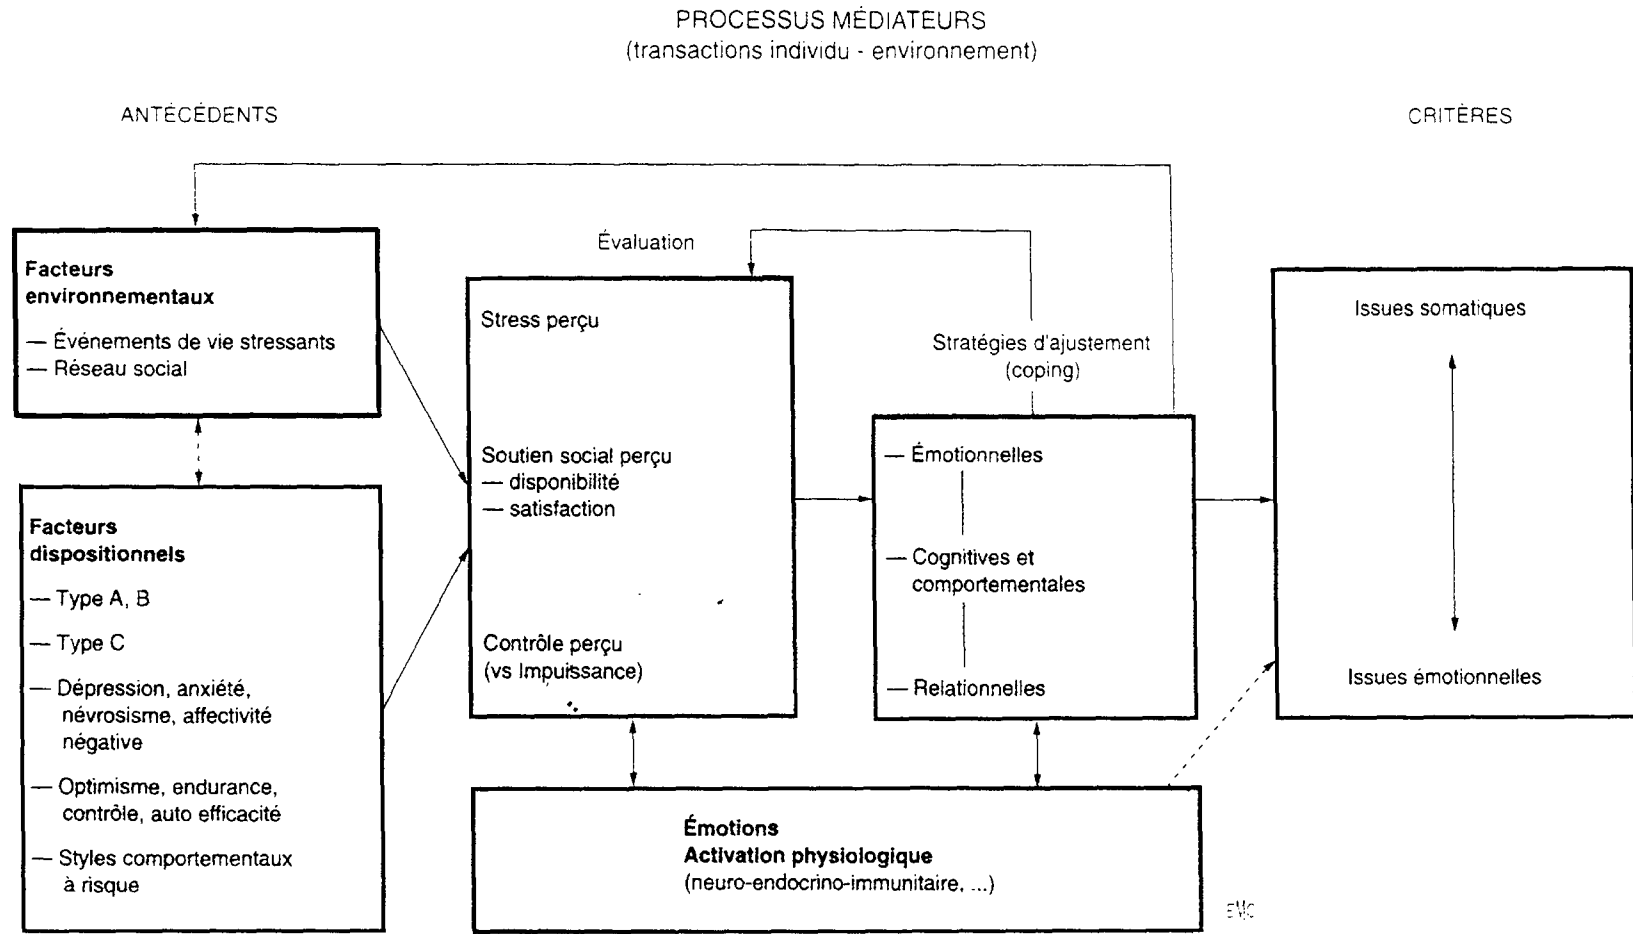 PROCESSUS MÉDIATEURS
(transactions individu - environnement)
ANTÉCÉDENTS
CRITÈRES
Facteurs
environnementaux
— Événements de vie stressants
— Réseau social
Facteurs
dispositionnels
— Type A, B
— Type C
— Dépression, anxiété,
névrosisme, affectivité
négative
— Optimisme, endurance,
contrôle, auto efficacité
— Styles comportementaux
à risque
Évaluation
Stress perçu
Soutien social perçu
— disponibilité
— satisfaction
Contrôle perçu
(vs Impuissance)
Stratégies d'ajustement
(coping)
— Émotionnelles
— Cognitives et
comportementales
— Relationnelles
Émotions
Activation physiologique
(neuro-endocrino-immunitaire, ...)
Issues somatiques
Issues émotionnelles
EMC